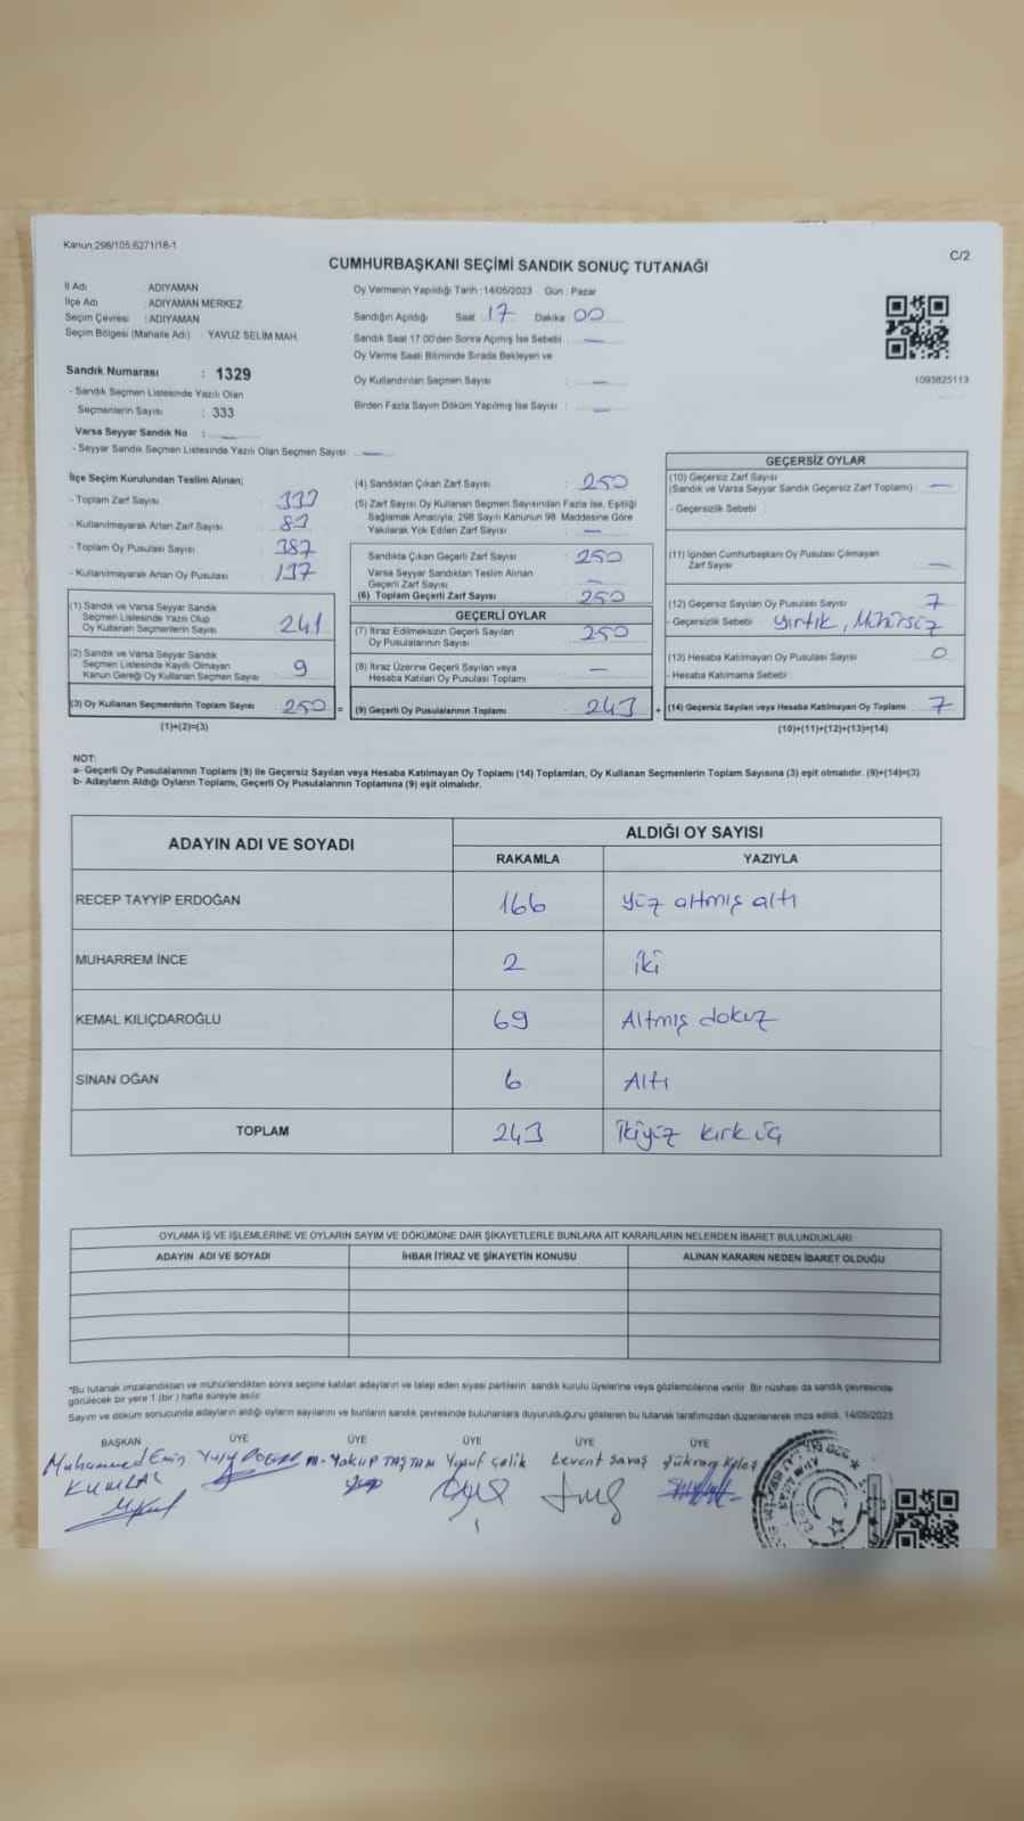 Kanun 298/105,6271/18-1
C/2
CUMHURBAŞKANI SEÇİMİ SANDIK SONUÇ TUTANAĞI
İl Adı ADIYAMAN
İlçe Adı ADIYAMAN MERKEZ
Seçim Çevresi : ADIYAMAN
Seçim Bölgesi (Mahalle Adı) : YAVUZ SELİM MAH.
Sandık Numarası : 1329
- Sandık Seçmen Listesinde Yazılı Olan
Seçmenlerin Sayısı : 333
Varsa Seyyar Sandık No : —
- Seyyar Sandık Seçmen Listesinde Yazılı Olan Seçmen Sayısı —
Oy Vermenin Yapıldığı Tarih : 14/05/2023 Gün : Pazar
Sandığın Açıldığı Saat 17 Dakika 00
Sandık Saat 17.00'den Sonra Açılmış İse Sebebi —
Oy Verme Saati Bitiminde Sırada Bekleyen ve
Oy Kullandırılan Seçmen Sayısı : —
Birden Fazla Sayım Döküm Yapılmış İse Sayısı : —
1093825113
İlçe Seçim Kurulundan Teslim Alınan;
- Toplam Zarf Sayısı
- Kullanılmayarak Artan Zarf Sayısı
- Toplam Oy Pusulası Sayısı 387
- Kullanılmayarak Artan Oy Pusulası 137
(1) Sandık ve Varsa Seyyar Sandık
Seçmen Listesinde Yazılı Olup
Oy Kullanan Seçmenlerin Sayısı 241
(2) Sandık ve Varsa Seyyar Sandık
Seçmen Listesinde Kayıtlı Olmayan
Kanun Gereği Oy Kullanan Seçmen Sayısı 9
(3) Oy Kullanan Seçmenlerin Toplam Sayısı 250 =
(1)+(2)=(3)
(4) Sandıktan Çıkan Zarf Sayısı : 250
(5) Zarf Sayısı Oy Kullanan Seçmen Sayısından Fazla İse, Eşitliği
Sağlamak Amacıyla, 298 Sayılı Kanunun 98. Maddesine Göre
Yakılarak Yok Edilen Zarf Sayısı : —
Sandıkta Çıkan Geçerli Zarf Sayısı : 250
Varsa Seyyar Sandıktan Teslim Alınan
Geçerli Zarf Sayısı —
(6) Toplam Geçerli Zarf Sayısı : 250
GEÇERLİ OYLAR
(7) İtiraz Edilmeksizin Geçerli Sayılan
Oy Pusulalarının Sayısı : 250
(8) İtiraz Üzerine Geçerli Sayılan veya
Hesaba Katılan Oy Pusulası Toplamı —
(9) Geçerli Oy Pusulalarının Toplamı : 243 +
GEÇERSİZ OYLAR
(10) Geçersiz Zarf Sayısı
(Sandık ve Varsa Seyyar Sandık Geçersiz Zarf Toplamı) —
- Geçersizlik Sebebi
(11) İçinden Cumhurbaşkanı Oy Pusulası Çıkmayan
Zarf Sayısı —
(12) Geçersiz Sayılan Oy Pusulası Sayısı 7
- Geçersizlik Sebebi Yırtık, Mühürsiz
(13) Hesaba Katılmayan Oy Pusulası Sayısı 0
- Hesaba Katılmama Sebebi
(14) Geçersiz Sayılan veya Hesaba Katılmayan Oy Toplamı 7
(10)+(11)+(12)+(13)=(14)
NOT:
a- Geçerli Oy Pusulalarının Toplamı (9) ile Geçersiz Sayılan veya Hesaba Katılmayan Oy Toplamı (14) Toplamları, Oy Kullanan Seçmenlerin Toplam Sayısına (3) eşit olmalıdır. (9)+(14)=(3)
b- Adayların Aldığı Oyların Toplamı, Geçerli Oy Pusulalarının Toplamına (9) eşit olmalıdır.
ADAYIN ADI VE SOYADI
ALDIĞI OY SAYISI
RAKAMLA YAZIYLA
RECEP TAYYİP ERDOĞAN 166 yüz altmış altı
MUHARREM İNCE 2 iki
KEMAL KILIÇDAROĞLU 69 Altmış dokuz
SİNAN OĞAN 6 Altı
TOPLAM 243 ikiyüz kırk üç
OYLAMA İŞ VE İŞLEMLERİNE VE OYLARIN SAYIM VE DÖKÜMÜNE DAİR ŞİKAYETLERLE BUNLARA AİT KARARLARIN NELERDEN İBARET BULUNDUKLARI
ADAYIN ADI VE SOYADI İHBAR İTİRAZ VE ŞİKAYETİN KONUSU ALINAN KARARIN NEDEN İBARET OLDUĞU
*Bu tutanak imzalandıktan ve mühürlendikten sonra seçime katılan adayların ve talep eden siyasi partilerin sandık kurulu üyelerine veya gözlemcilerine verilir. Bir nüshası da sandık çevresinde
görülecek bir yere 1 (bir) hafta süreyle asılır.
Sayım ve döküm sonucunda adayların aldığı oyların sayılarını ve bunların sandık çevresinde bulunanlara duyurulduğunu gösteren bu tutanak tarafımızdan düzenlenerek imza edildi. 14/05/2023
BAŞKAN ÜYE ÜYE ÜYE ÜYE ÜYE
Muhammed Emin M. Yakup TAŞTAN Yusuf Çelik Levent Savaş Şükran
KUMLAL